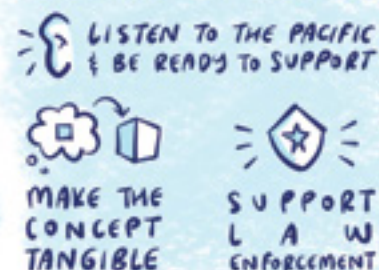 LISTEN TO THE PACIFIC
& BE READY TO SUPPORT
MAKE THE
CONCEPT
TANGIBLE
SUPPORT
LAW
ENFORCEMENT